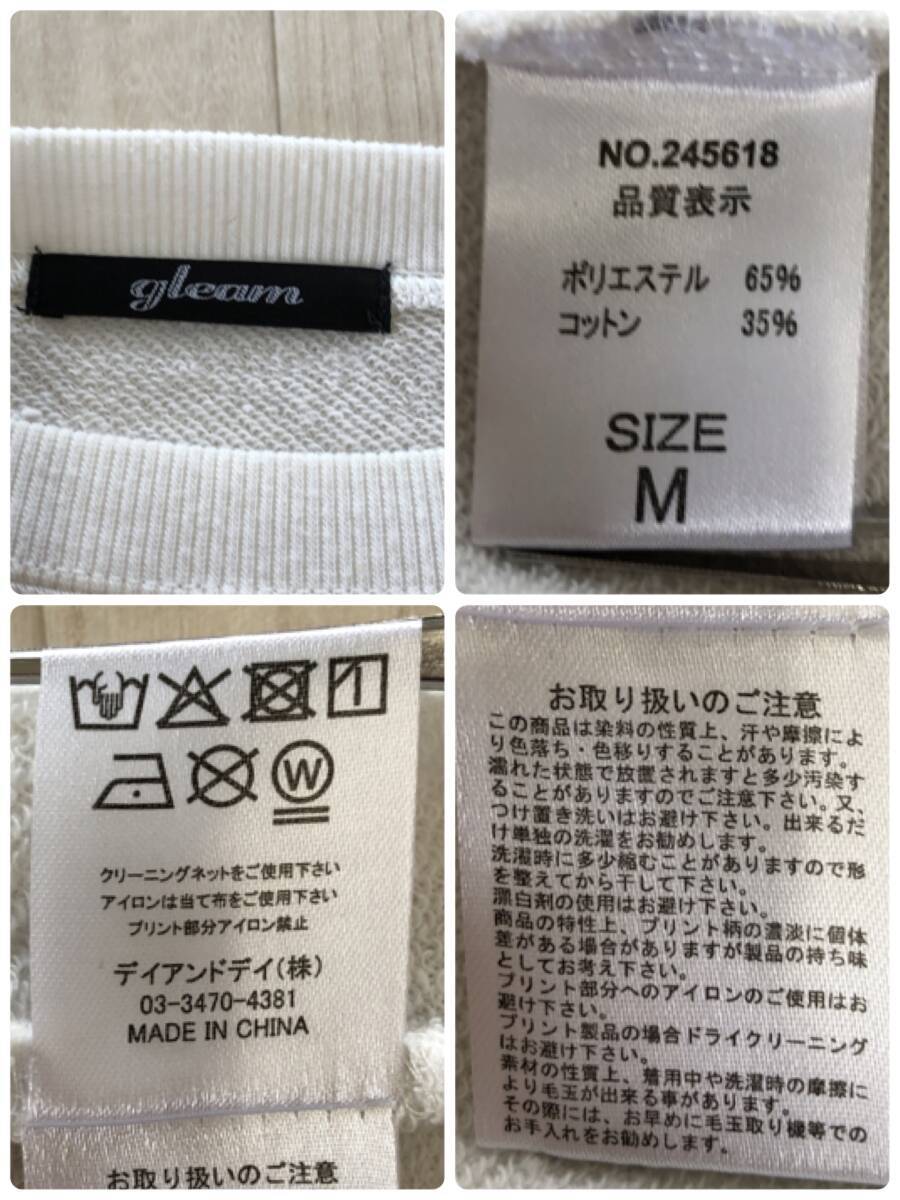 gleam
NO.245618
品質表示
ポリエステル 65%
コットン 35%
SIZE
M
W
クリーニングネットをご使用下さい
アイロンは当て布をご使用下さい
プリント部分アイロン禁止
デイアンドデイ(株)
03-3470-4381
MADE IN CHINA
お取り扱いのご注意
お取り扱いのご注意
この商品は染料の性質上、汗や摩擦によ
り色落ち・色移りすることがあります。
濡れた状態で放置されますと多少汚染す
ることがありますのでご注意下さい。又、
つけ置き洗いはお避け下さい。出来るだ
け単独の洗濯をお勧めします。
洗濯時に多少縮むことがありますので形
を整えてから干して下さい。
漂白剤の使用はお避け下さい。
商品の特性上、プリント柄の濃淡に個体
差がある場合がありますが製品の持ち味
としてお考え下さい。
プリント部分へのアイロンのご使用はお
避け下さい。
プリント製品の場合ドライクリーニング
はお避け下さい。
素材の性質上、着用中や洗濯時の摩擦に
より毛玉が出来る事があります。
その際には、お早めに毛玉取り機等での
お手入れをお勧めします。